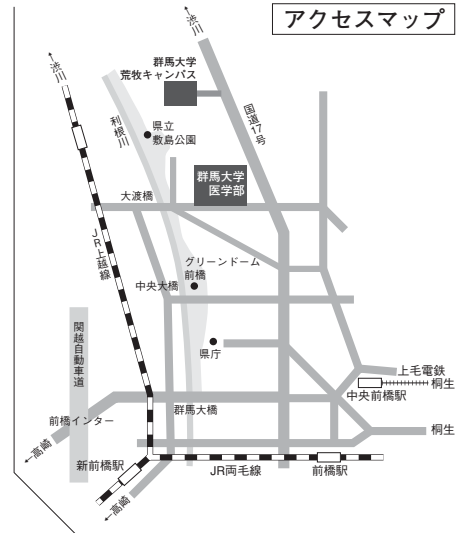 アクセスマップ
←渋川
←渋川
群馬大学
荒牧キャンパス
国道17号
利根川
県立
敷島公園
群馬大学
医学部
大渡橋
JR上越線
グリーンドーム
前橋
中央大橋
関越自動車道
県庁
上毛電鉄
桐生
中央前橋駅
群馬大橋
前橋インター
桐生
←高崎
新前橋駅
JR両毛線
前橋駅
←高崎